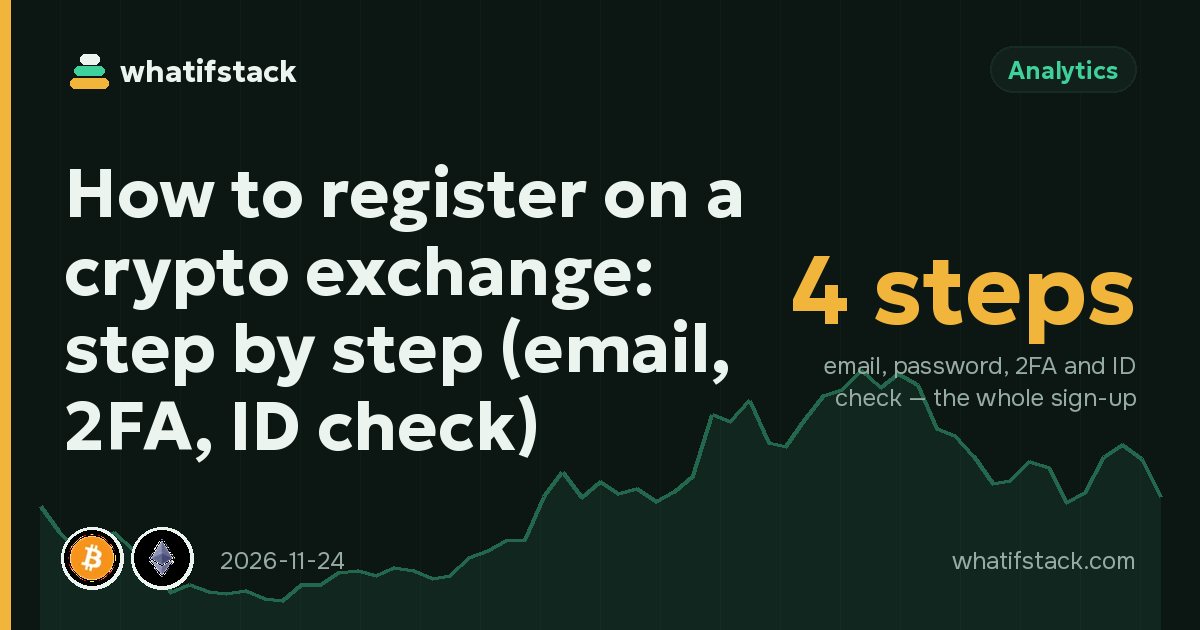 whatifstack
Analytics
How to register on a
crypto exchange:
step by step (email,
2FA, ID check)
4 steps
email, password, 2FA and ID
check — the whole sign-up
2026-11-24
whatifstack.com